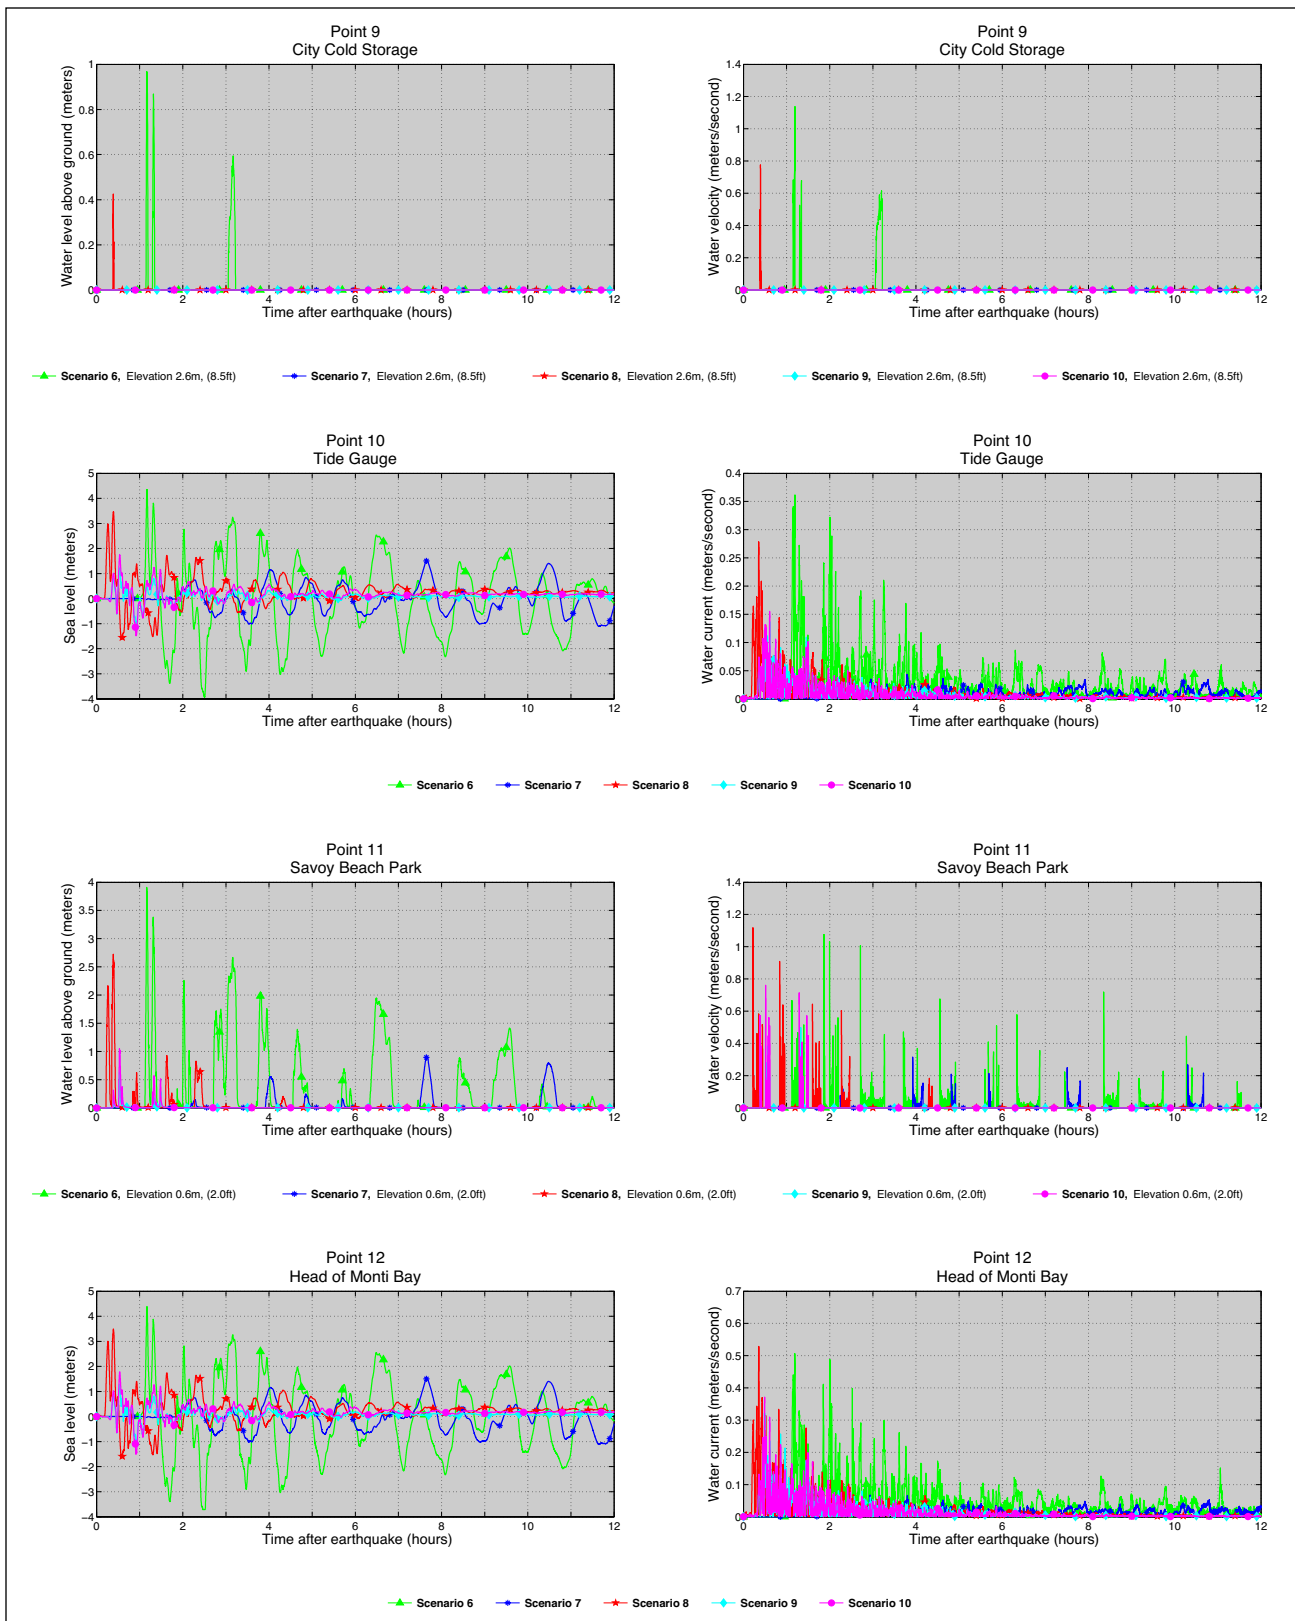 Point 9
City Cold Storage
Water level above ground (meters)
1
0.8
0.6
0.4
0.2
0
0 2 4 6 8 10 12
Time after earthquake (hours)
Point 9
City Cold Storage
Water velocity (meters/second)
1.4
1.2
1
0.8
0.6
0.4
0.2
0
0 2 4 6 8 10 12
Time after earthquake (hours)
Scenario 6, Elevation 2.6m, (8.5ft) Scenario 7, Elevation 2.6m, (8.5ft) Scenario 8, Elevation 2.6m, (8.5ft) Scenario 9, Elevation 2.6m, (8.5ft) Scenario 10, Elevation 2.6m, (8.5ft)
Point 10
Tide Gauge
Sea level (meters)
5
4
3
2
1
0
−1
−2
−3
−4
0 2 4 6 8 10 12
Time after earthquake (hours)
Point 10
Tide Gauge
Water current (meters/second)
0.4
0.35
0.3
0.25
0.2
0.15
0.1
0.05
0
0 2 4 6 8 10 12
Time after earthquake (hours)
Scenario 6 Scenario 7 Scenario 8 Scenario 9 Scenario 10
Point 11
Savoy Beach Park
Water level above ground (meters)
4
3.5
3
2.5
2
1.5
1
0.5
0
0 2 4 6 8 10 12
Time after earthquake (hours)
Point 11
Savoy Beach Park
Water velocity (meters/second)
1.4
1.2
1
0.8
0.6
0.4
0.2
0
0 2 4 6 8 10 12
Time after earthquake (hours)
Scenario 6, Elevation 0.6m, (2.0ft) Scenario 7, Elevation 0.6m, (2.0ft) Scenario 8, Elevation 0.6m, (2.0ft) Scenario 9, Elevation 0.6m, (2.0ft) Scenario 10, Elevation 0.6m, (2.0ft)
Point 12
Head of Monti Bay
Sea level (meters)
5
4
3
2
1
0
−1
−2
−3
−4
0 2 4 6 8 10 12
Time after earthquake (hours)
Point 12
Head of Monti Bay
Water current (meters/second)
0.7
0.6
0.5
0.4
0.3
0.2
0.1
0
0 2 4 6 8 10 12
Time after earthquake (hours)
Scenario 6 Scenario 7 Scenario 8 Scenario 9 Scenario 10